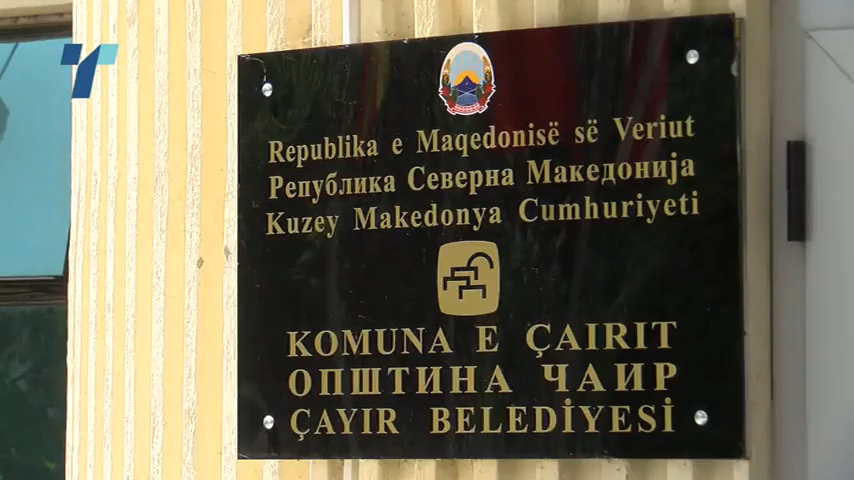 Republika e Maqedonisë së Veriut
Република Северна Македонија
Kuzey Makedonya Cumhuriyeti
KOMUNA E ÇAIRIT
ОПШТИНА ЧАИР
ÇAYIR BELEDİYESİ